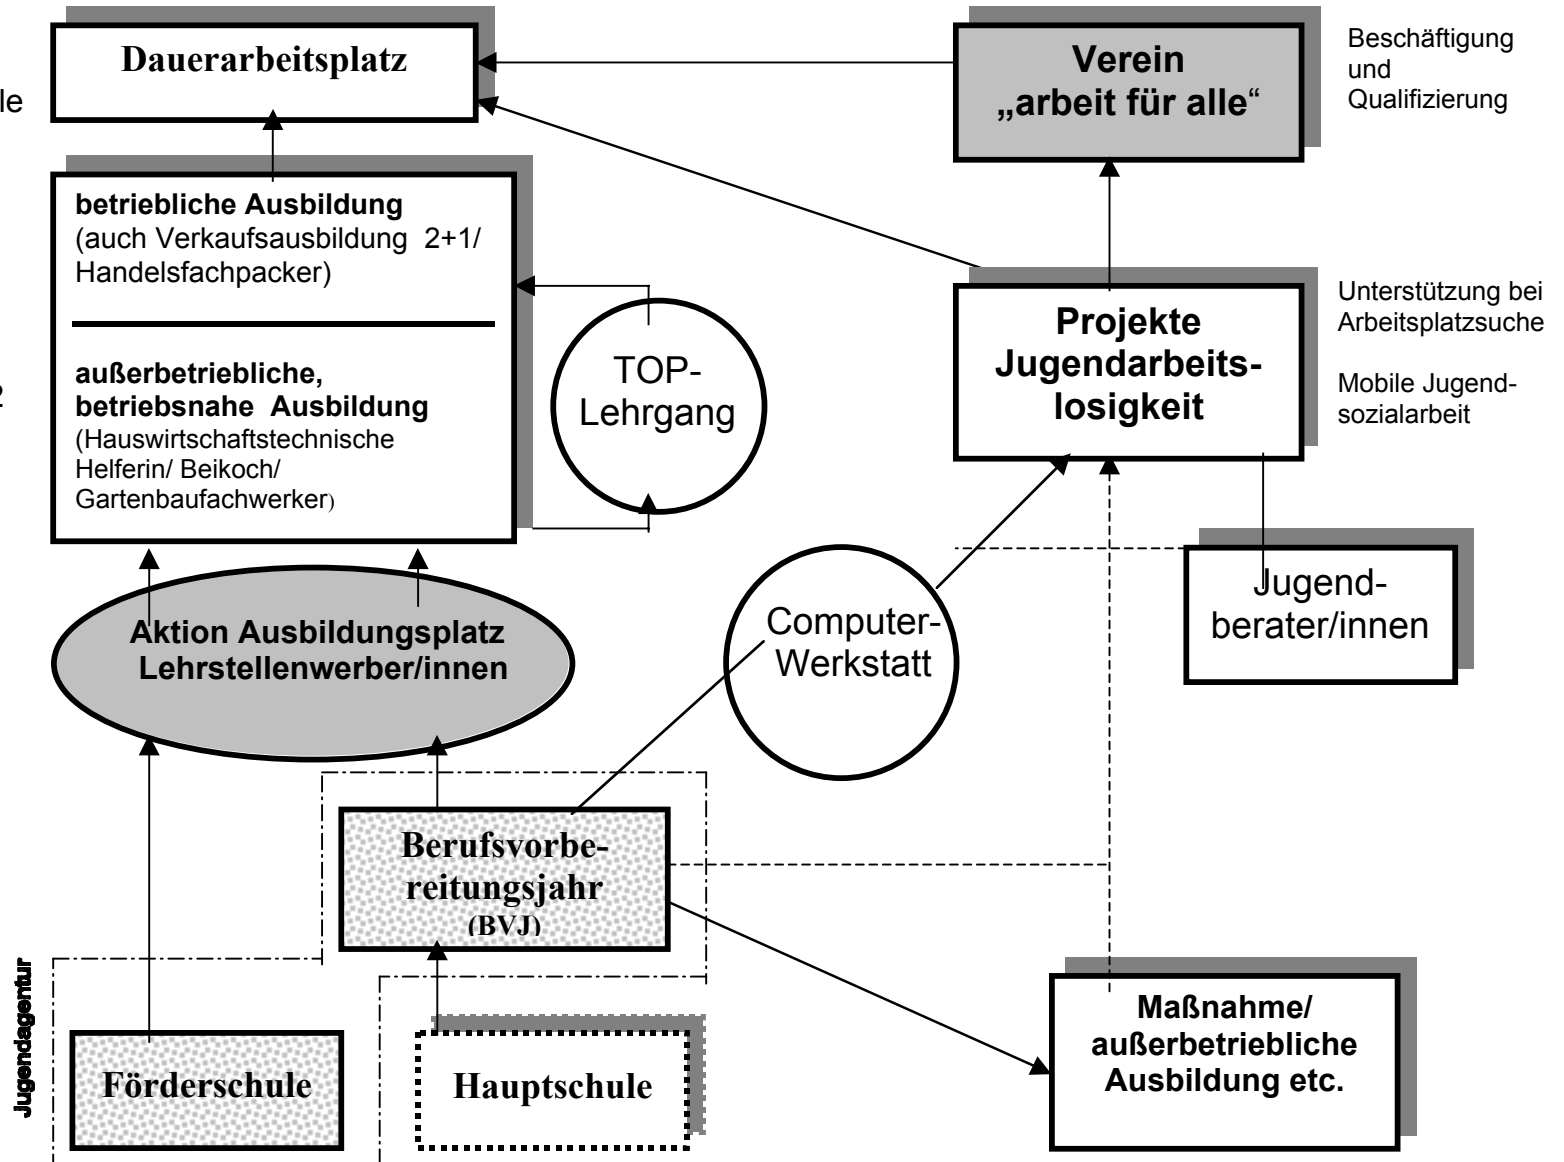 Dauerarbeitsplatz
le
Verein
„arbeit für alle“
Beschäftigung
und
Qualifizierung
betriebliche Ausbildung
(auch Verkaufsausbildung 2+1/
Handelsfachpacker)
außerbetriebliche,
betriebsnahe Ausbildung
(Hauswirtschaftstechnische
Helferin/ Beikoch/
Gartenbaufachwerker)
2
TOP-
Lehrgang
Projekte
Jugendarbeits-
losigkeit
Unterstützung bei
Arbeitsplatzsuche
Mobile Jugend-
sozialarbeit
Aktion Ausbildungsplatz
Lehrstellenwerber/innen
Computer-
Werkstatt
Jugend-
berater/innen
Berufsvorbe-
reitungsjahr
(BVJ)
Jugendagentur
Förderschule
Hauptschule
Maßnahme/
außerbetriebliche
Ausbildung etc.